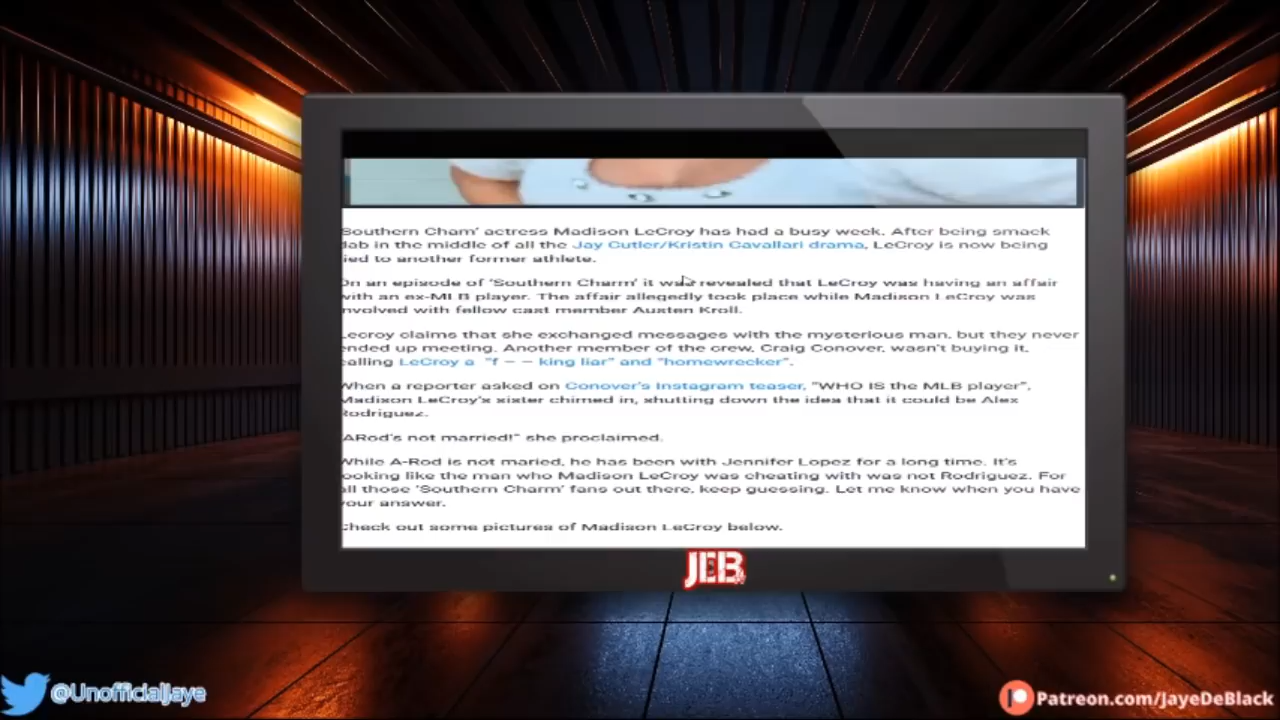 'Southern Cham' actress Madison LeCroy has had a busy week. After being smack
dab in the middle of all the Jay Cutler/Kristin Cavallari drama, LeCroy is now being
ied to another former athlete.
On an episode of 'Southern Charm' it was revealed that LeCroy was having an affair
with an ex-MLB player. The affair allegedly took place while Madison LeCroy was
nvolved with fellow cast member Austen Kroll.
Lecroy claims that she exchanged messages with the mysterious man, but they never
ended up meeting. Another member of the crew, Craig Conover, wasn't buying it,
calling LeCroy a "f – – king liar" and "homewrecker".
When a reporter asked on Conover's Instagram teaser, "WHO IS the MLB player",
Madison LeCroy's sister chimed in, shutting down the idea that it could be Alex
Rodriguez.
ARod's not married!" she proclaimed.
While A-Rod is not maried, he has been with Jennifer Lopez for a long time. It's
ooking like the man who Madison LeCroy was cheating with was not Rodriguez. For
all those 'Southern Charm' fans out there, keep guessing. Let me know when you have
your answer.
Check out some pictures of Madison LeCroy below.
JEB
@UnofficialJaye
Patreon.com/JayeDeBlack